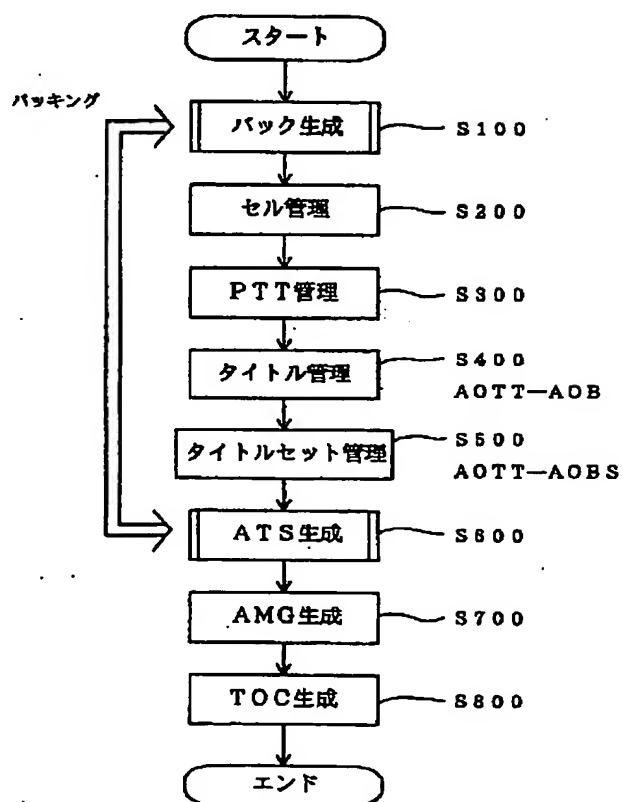 スタート
パッキング
パック生成
S100
セル管理
S200
PTT管理
S300
タイトル管理
S400
AOTT—AOB
タイトルセット管理
S500
AOTT—AOBS
ATS生成
S600
AMG生成
S700
TOC生成
S800
エンド